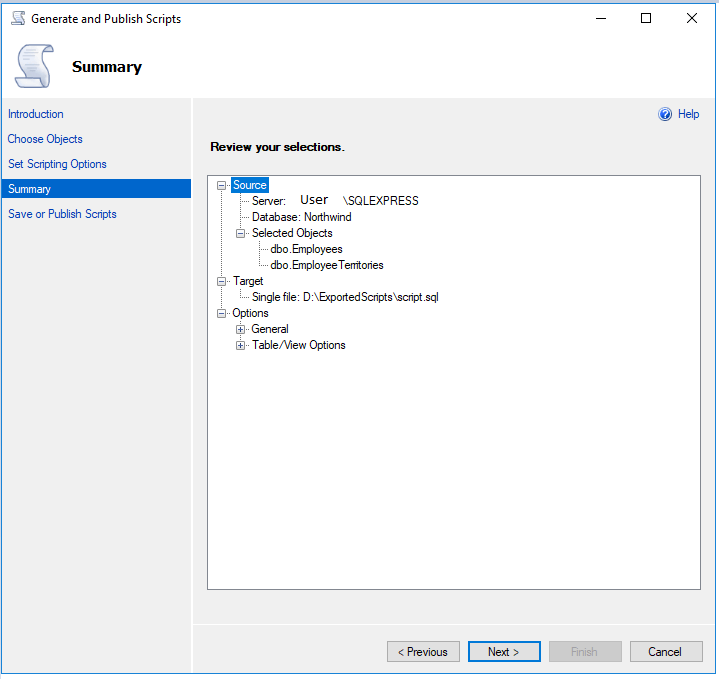 Generate and Publish Scripts
Summary
Introduction
Choose Objects
Set Scripting Options
Summary
Save or Publish Scripts
Help
Review your selections.
Source
Server: User \SQLEXPRESS
Database: Northwind
Selected Objects
dbo.Employees
dbo.EmployeeTerritories
Target
Single file: D:\ExportedScripts\script.sql
Options
General
Table/View Options
< Previous
Next >
Finish
Cancel